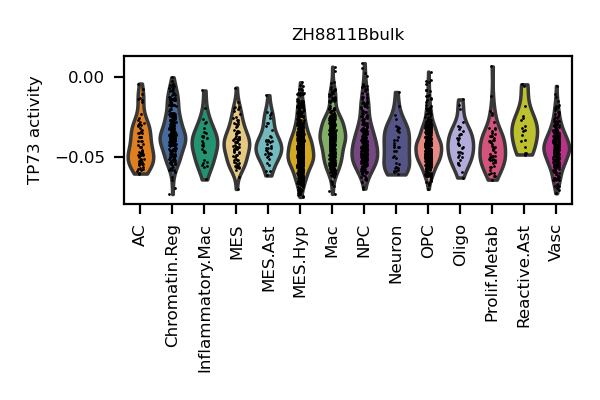 ZH8811Bbulk
TP73 activity
0.00
−0.05
AC
Chromatin.Reg
Inflammatory.Mac
MES
MES.Ast
MES.Hyp
Mac
NPC
Neuron
OPC
Oligo
Prolif.Metab
Reactive.Ast
Vasc